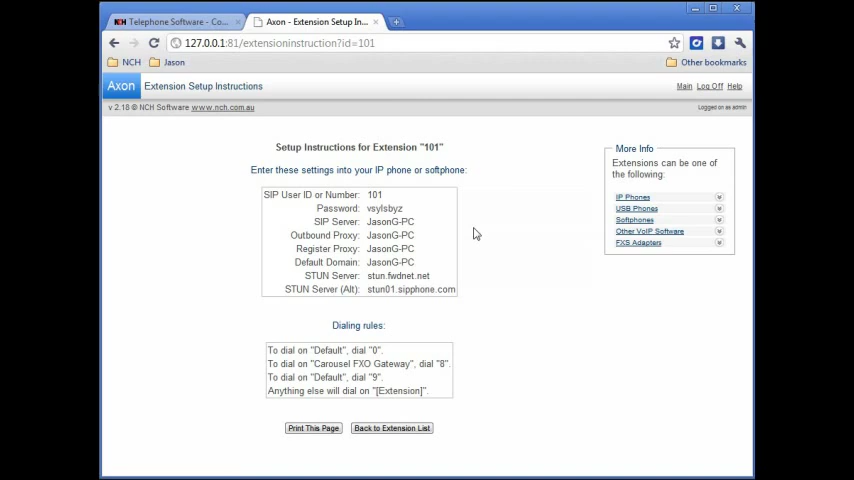 NCH Telephone Software - Co...
Axon - Extension Setup In...
127.0.0.1:81/extensioninstruction?id=101
NCH
Jason
Other bookmarks
Axon
Extension Setup Instructions
Main Log Off Help
v 2.18 © NCH Software www.nch.com.au
Logged on as admin
Setup Instructions for Extension "101"
Enter these settings into your IP phone or softphone:
SIP User ID or Number: 101
Password: vsylsbyz
SIP Server: JasonG-PC
Outbound Proxy: JasonG-PC
Register Proxy: JasonG-PC
Default Domain: JasonG-PC
STUN Server: stun.fwdnet.net
STUN Server (Alt): stun01.sipphone.com
More Info
Extensions can be one of
the following:
IP Phones
USB Phones
Softphones
Other VoIP Software
FXS Adapters
Dialing rules:
To dial on "Default", dial "0".
To dial on "Carousel FXO Gateway", dial "8".
To dial on "Default", dial "9".
Anything else will dial on "[Extension]".
Print This Page
Back to Extension List